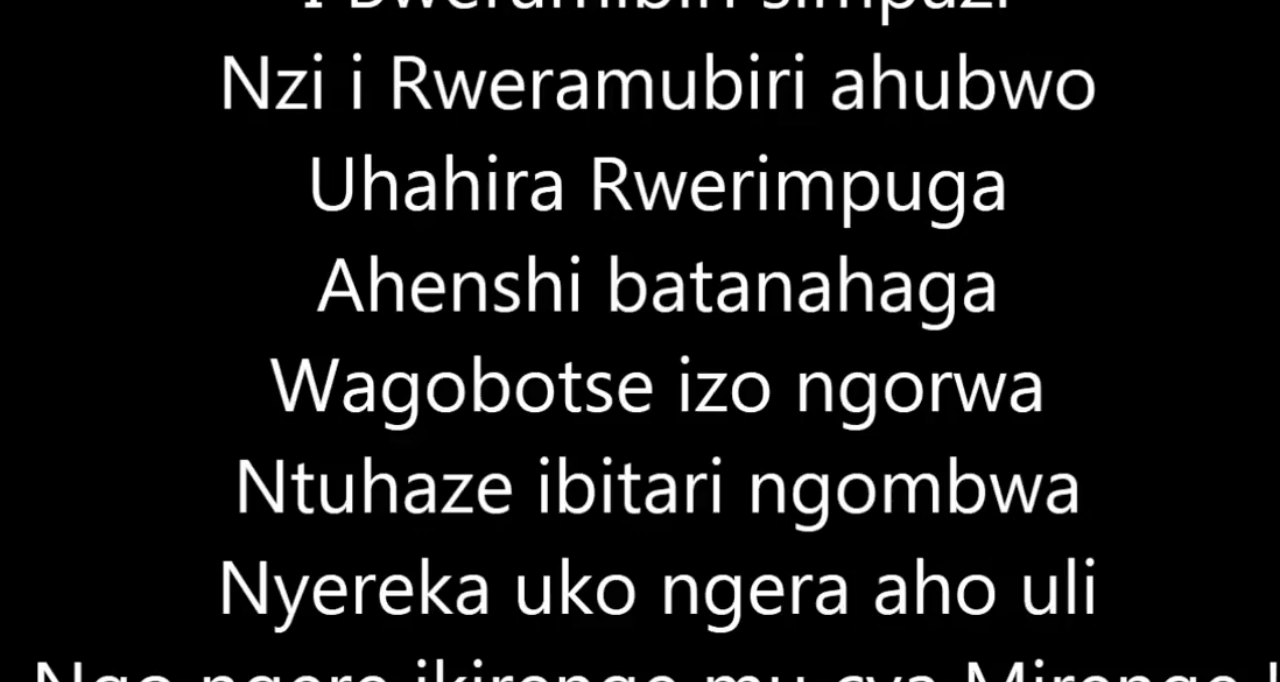 Nzi i Rweramubiri ahubwo
Uhahira Rwerimpuga
Ahenshi batanahaga
Wagobotse izo ngorwa
Ntuhaze ibitari ngombwa
Nyereka uko ngera aho uli